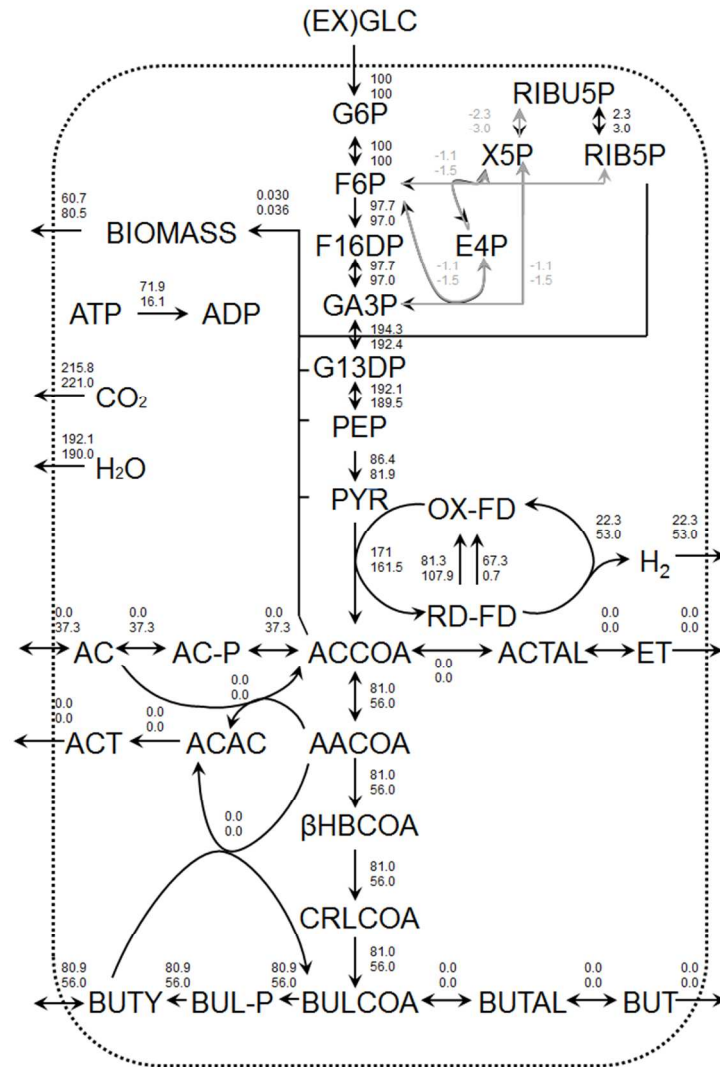 (EX)GLC
100
100
G6P
100
100
F6P
97.7
97.0
F16DP
97.7
97.0
GA3P
194.3
192.4
G13DP
192.1
189.5
PEP
86.4
81.9
PYR
171
161.5
RIBU5P
-2.3
-3.0
2.3
3.0
X5P
RIB5P
-1.1
-1.5
E4P
-1.1
-1.5
-1.1
-1.5
60.7
80.5
BIOMASS
0.030
0.036
ATP
71.9
16.1
ADP
215.8
221.0
CO₂
192.1
190.0
H₂O
OX-FD
81.3
107.9
67.3
0.7
RD-FD
22.3
53.0
H₂
22.3
53.0
0.0
37.3
AC
0.0
37.3
AC-P
0.0
37.3
ACCOA
0.0
0.0
ACTAL
0.0
0.0
ET
0.0
0.0
0.0
0.0
81.0
56.0
0.0
0.0
ACT
0.0
0.0
ACAC
AACOA
0.0
0.0
81.0
56.0
βHBCOA
81.0
56.0
CRLCOA
81.0
56.0
80.9
56.0
BUTY
80.9
56.0
BUL-P
80.9
56.0
BULCOA
0.0
0.0
BUTAL
0.0
0.0
BUT
0.0
0.0